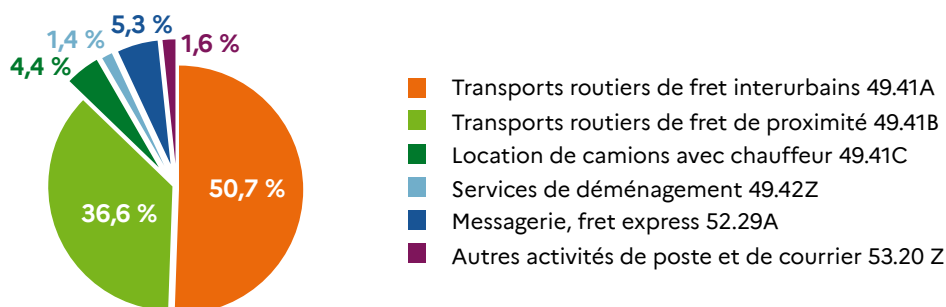 5,3 %
1,4 %
1,6 %
4,4 %
50,7 %
36,6 %
Transports routiers de fret interurbains 49.41A
Transports routiers de fret de proximité 49.41B
Location de camions avec chauffeur 49.41C
Services de déménagement 49.42Z
Messagerie, fret express 52.29A
Autres activités de poste et de courrier 53.20 Z